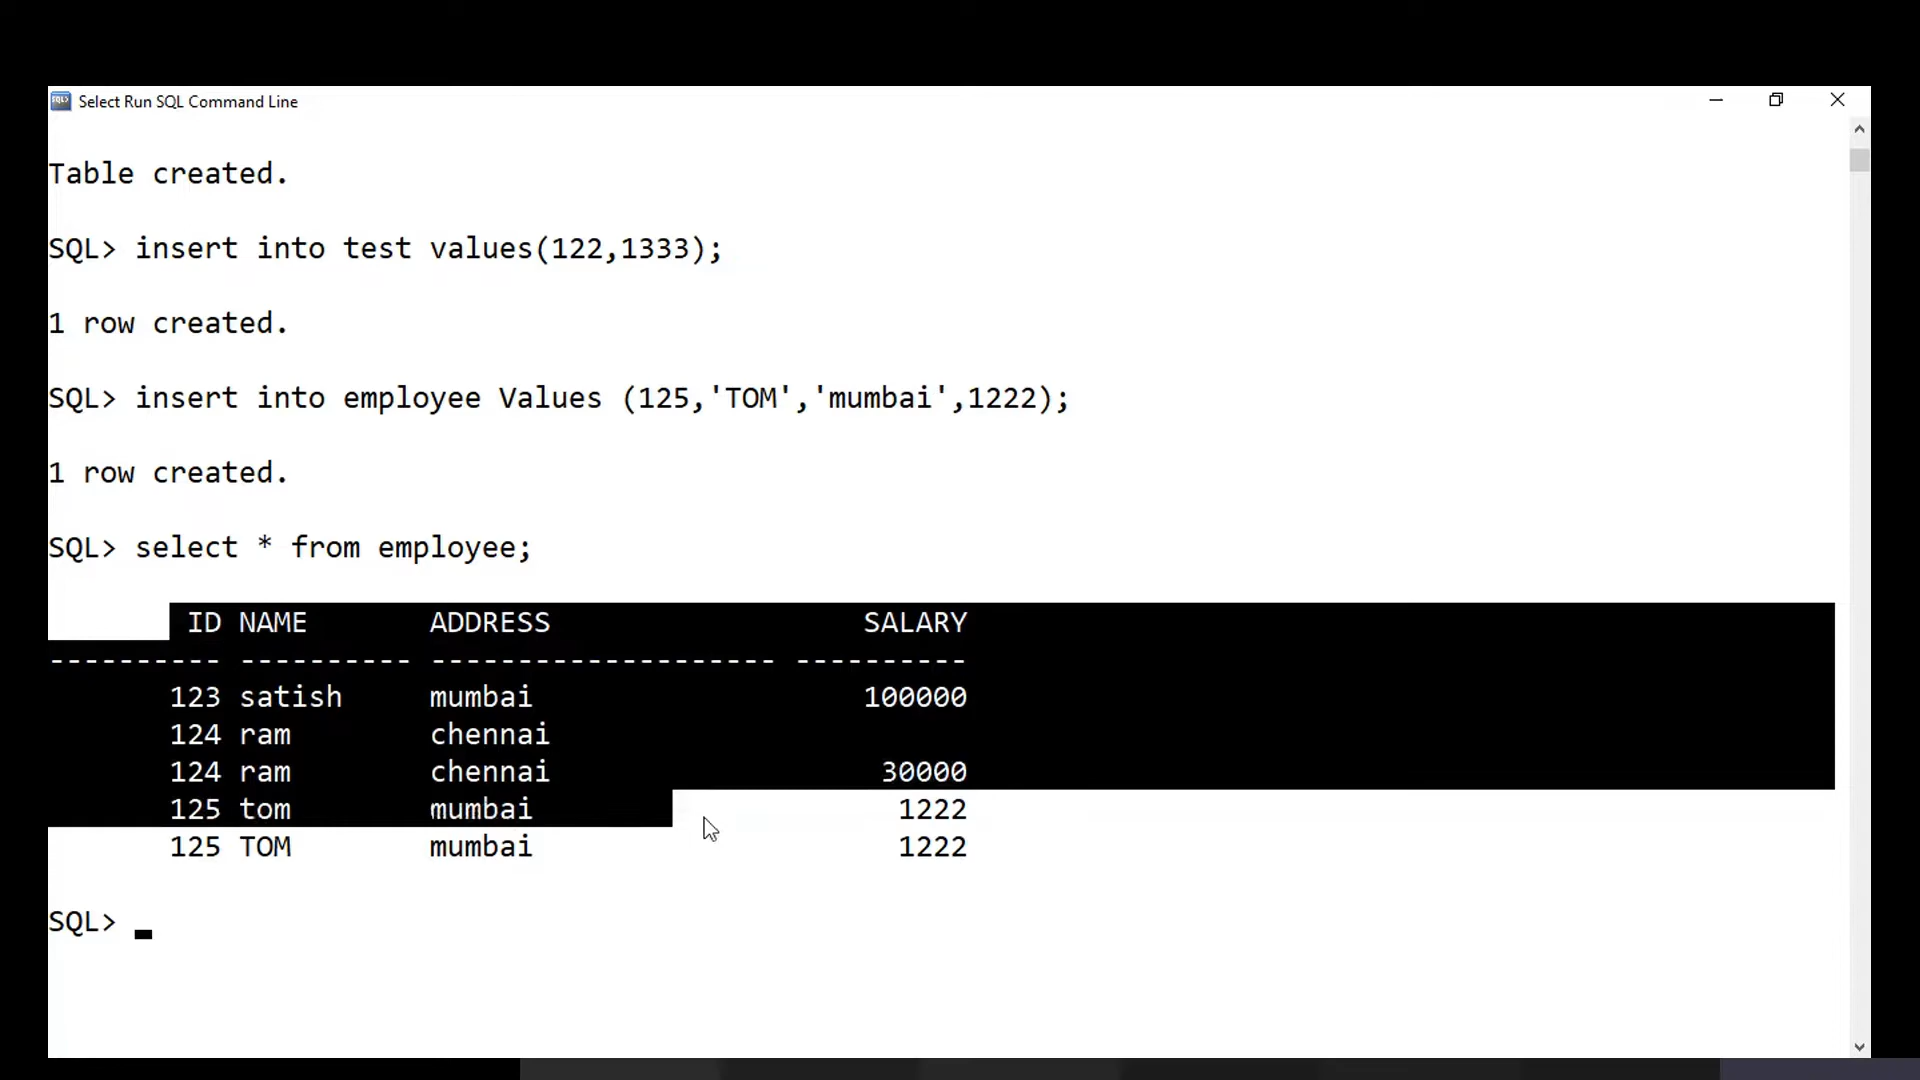 Select Run SQL Command Line
Table created.
SQL> insert into test values(122,1333);
1 row created.
SQL> insert into employee Values (125,'TOM','mumbai',1222);
1 row created.
SQL> select * from employee;
ID NAME ADDRESS SALARY
---------- ---------- -------------------- ----------
123 satish mumbai 100000
124 ram chennai
124 ram chennai 30000
125 tom mumbai 1222
125 TOM mumbai 1222
SQL>